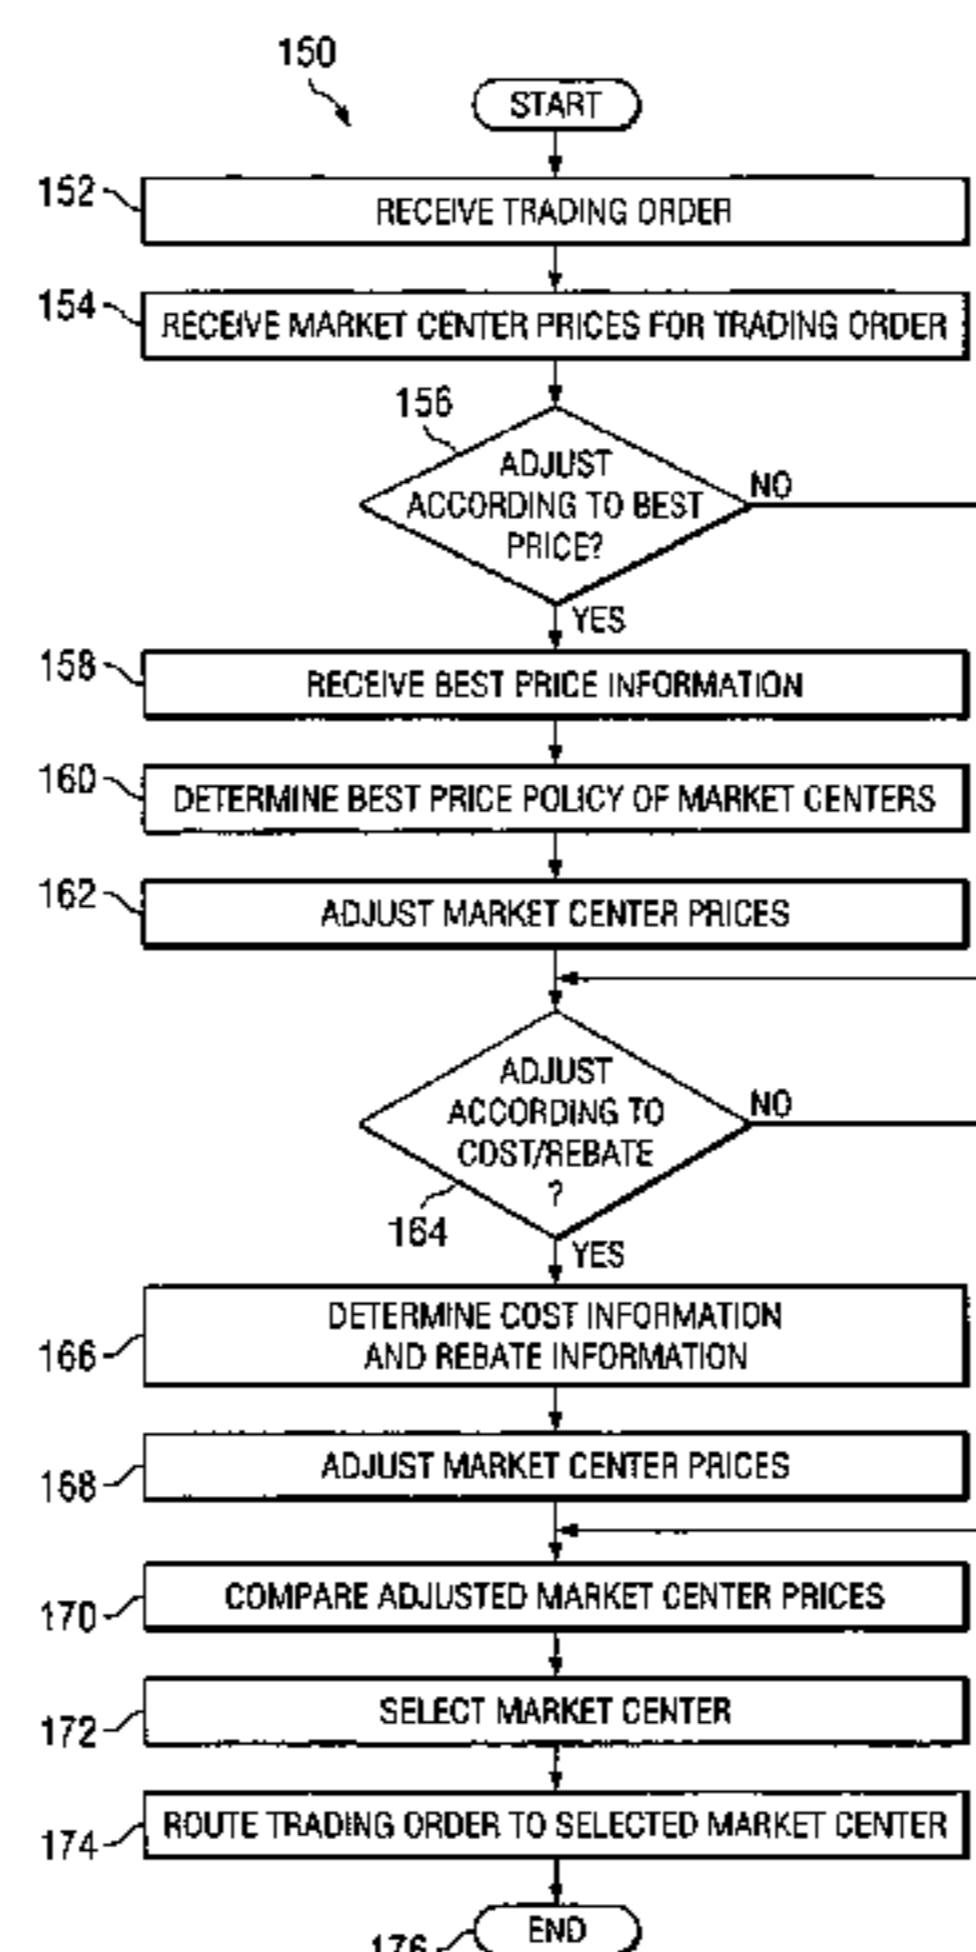 150
START
152
RECEIVE TRADING ORDER
154
RECEIVE MARKET CENTER PRICES FOR TRADING ORDER
156
ADJUST
ACCORDING TO BEST
PRICE?
NO
YES
158
RECEIVE BEST PRICE INFORMATION
160
DETERMINE BEST PRICE POLICY OF MARKET CENTERS
162
ADJUST MARKET CENTER PRICES
ADJUST
ACCORDING TO
COST/REBATE
?
NO
164
YES
DETERMINE COST INFORMATION
AND REBATE INFORMATION
166
ADJUST MARKET CENTER PRICES
168
COMPARE ADJUSTED MARKET CENTER PRICES
170
SELECT MARKET CENTER
172
ROUTE TRADING ORDER TO SELECTED MARKET CENTER
174
END
176